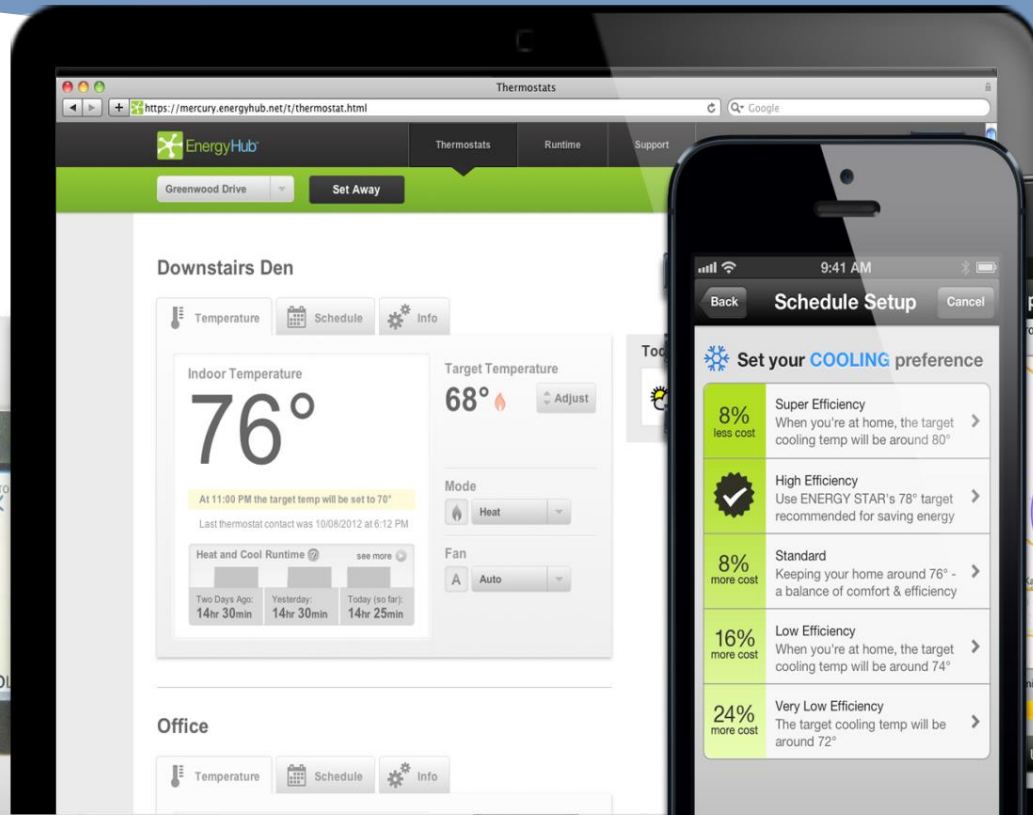 Thermostats
https://mercury.energyhub.net/t/thermostat.html
Google
EnergyHub
Thermostats
Runtime
Support
Greenwood Drive
Set Away
Downstairs Den
Temperature
Schedule
Info
Indoor Temperature
76°
At 11:00 PM the target temp will be set to 70°
Last thermostat contact was 10/08/2012 at 6:12 PM
Heat and Cool Runtime ?
see more
Two Days Ago:
14hr 30min
Yesterday:
14hr 30min
Today (so far):
14hr 25min
Target Temperature
68°
Adjust
Mode
Heat
Fan
A
Auto
Office
Temperature
Schedule
Info
9:41 AM
Back
Schedule Setup
Cancel
Set your COOLING preference
8%
less cost
Super Efficiency
When you're at home, the target
cooling temp will be around 80°
High Efficiency
Use ENERGY STAR's 78° target
recommended for saving energy
8%
more cost
Standard
Keeping your home around 76° -
a balance of comfort & efficiency
16%
more cost
Low Efficiency
When you're at home, the target
cooling temp will be around 74°
24%
more cost
Very Low Efficiency
The target cooling temp will be
around 72°